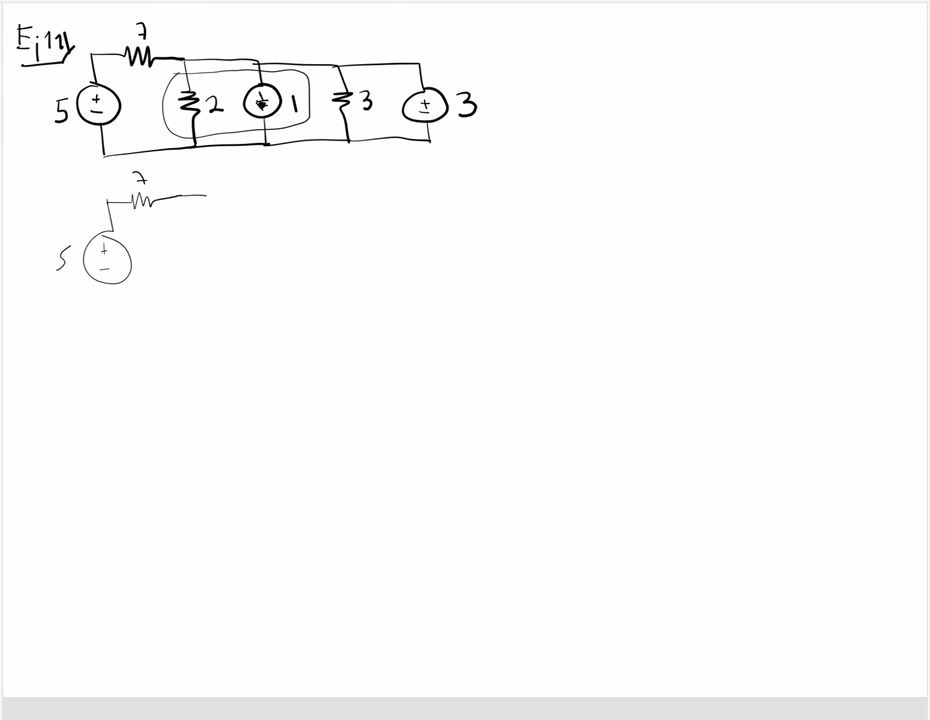 7
Ej 11
5 + - 2 1 3 + - 3
7
5 + -